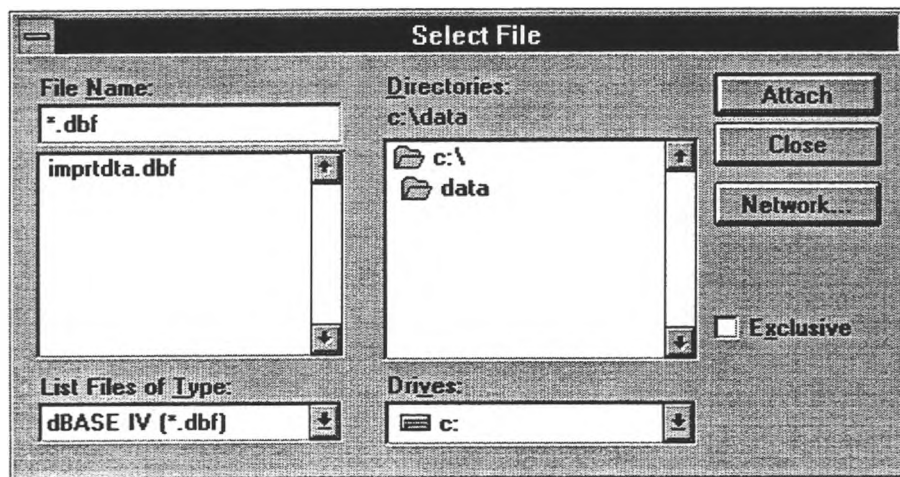 Select File
File Name:
*.dbf
imprtdta.dbf
List Files of Type:
dBASE IV (*.dbf)
Directories:
c:\data
c:\
data
Drives:
c:
Attach
Close
Network...
Exclusive